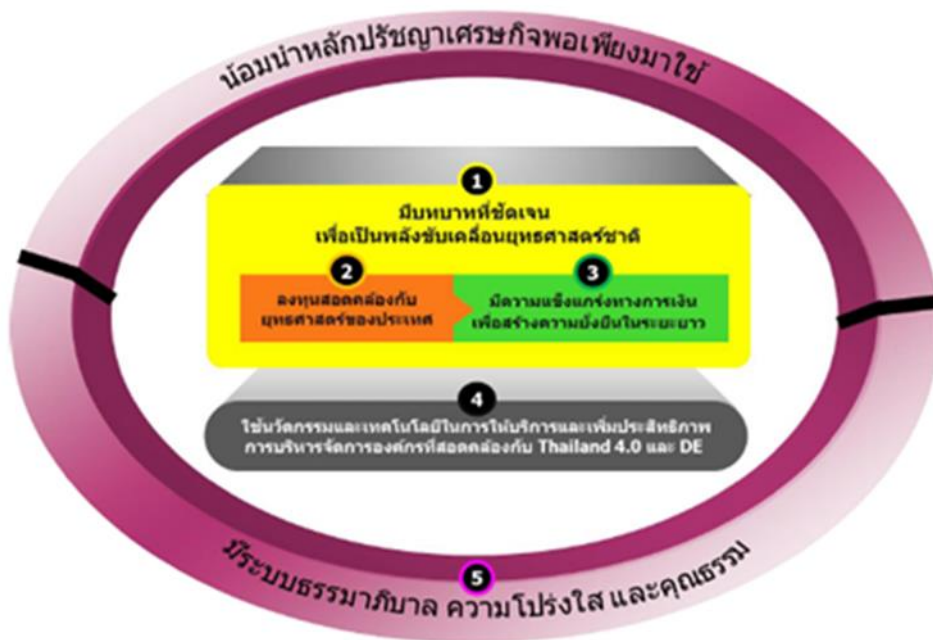 น้อมนำหลักปรัชญาเศรษฐกิจพอเพียงมาใช้
1
มีบทบาทที่ชัดเจน
เพื่อเป็นพลังขับเคลื่อนยุทธศาสตร์ชาติ
2
ลงทุนสอดคล้องกับ
ยุทธศาสตร์ของประเทศ
3
มีความแข็งแกร่งทางการเงิน
เพื่อสร้างความยั่งยืนในระยะยาว
4
ใช้นวัตกรรมและเทคโนโลยีในการให้บริการและเพิ่มประสิทธิภาพ
การบริหารจัดการองค์กรที่สอดคล้องกับ Thailand 4.0 และ DE
5
มีระบบธรรมาภิบาล ความโปร่งใส และคุณธรรม